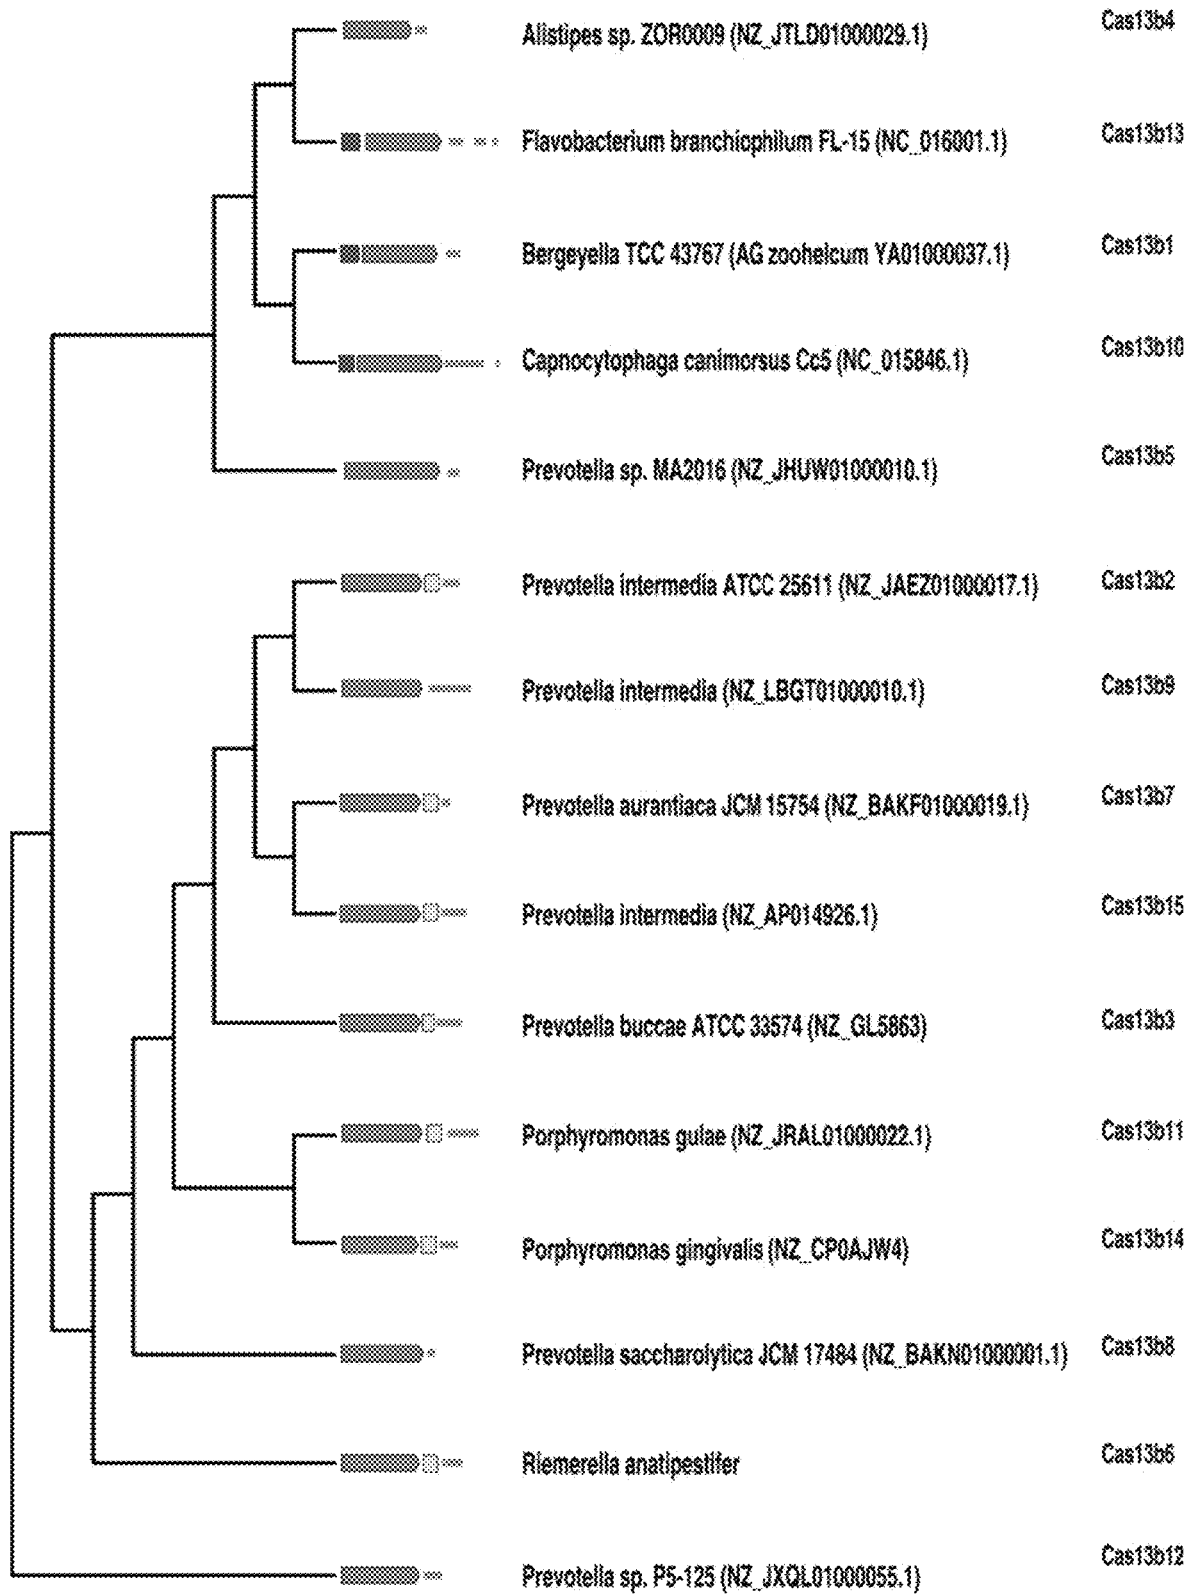 Alistipes sp. ZOR0009 (NZ_JTLD01000029.1) Cas13b4
Flavobacterium branchiophilum FL-15 (NC_016001.1) Cas13b13
Bergeyella TCC 43767 (AG zoohelcum YA01000037.1) Cas13b1
Capnocytophaga canimorsus Cc5 (NC_015846.1) Cas13b10
Prevotella sp. MA2016 (NZ_JHUW01000010.1) Cas13b5
Prevotella intermedia ATCC 25611 (NZ_JAEZ01000017.1) Cas13b2
Prevotella intermedia (NZ_LBGT01000010.1) Cas13b9
Prevotella aurantiaca JCM 15754 (NZ_BAKF01000019.1) Cas13b7
Prevotella intermedia (NZ_AP014926.1) Cas13b15
Prevotella buccae ATCC 33574 (NZ_GL5863) Cas13b3
Porphyromonas gulae (NZ_JRAL01000022.1) Cas13b11
Porphyromonas gingivalis (NZ_CP0AJW4) Cas13b14
Prevotella saccharolytica JCM 17484 (NZ_BAKN01000001.1) Cas13b8
Riemerella anatipestifer Cas13b6
Prevotella sp. P5-125 (NZ_JXQL01000055.1) Cas13b12